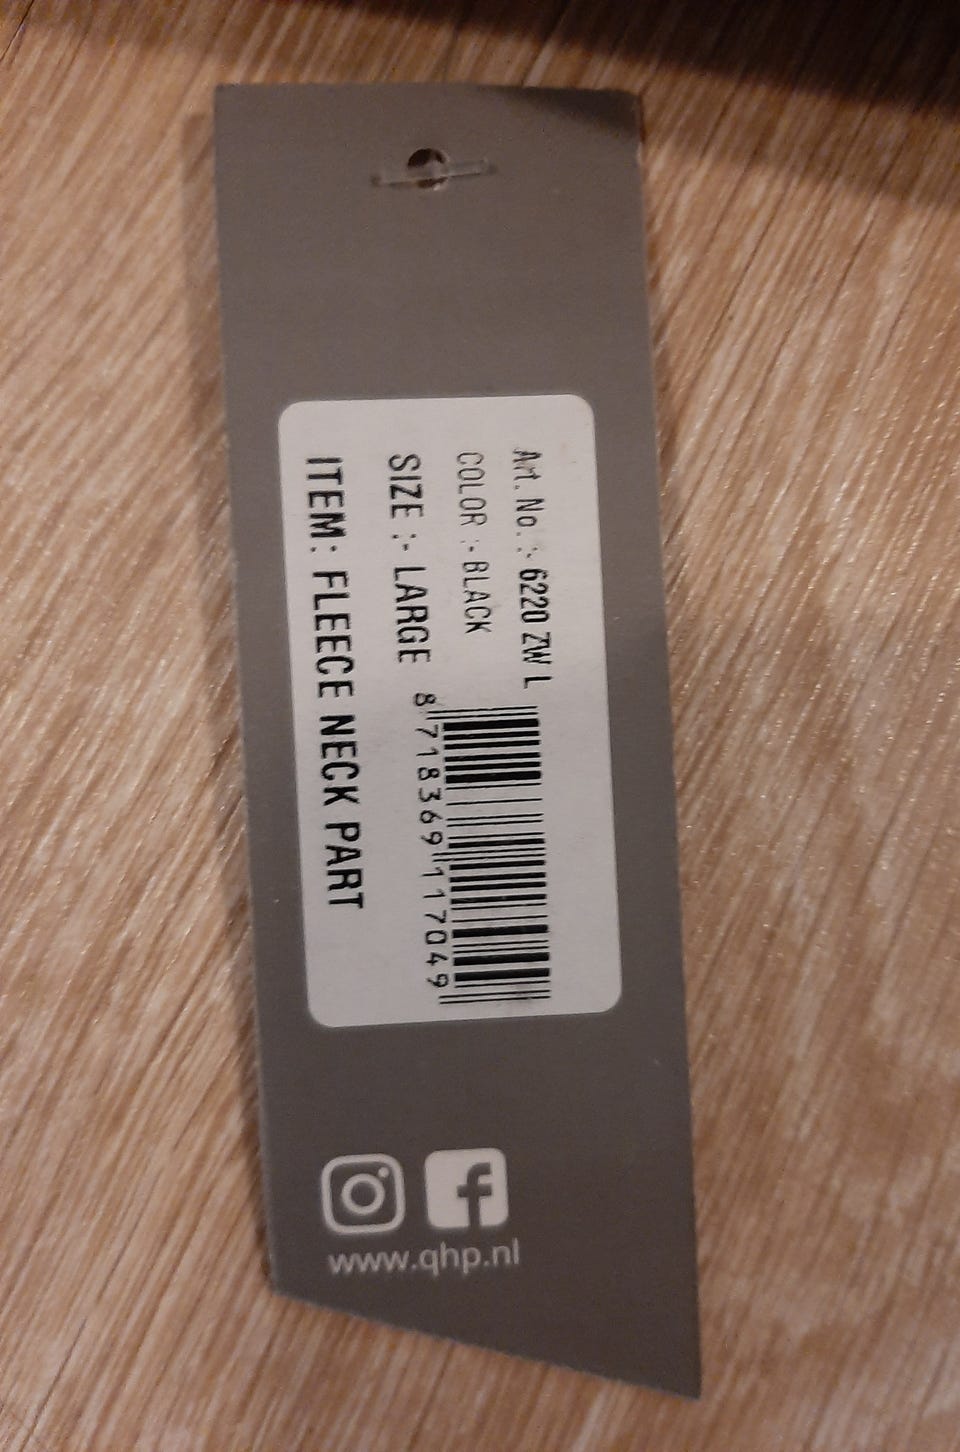 Art. No. :- 6220 ZW L
COLOR :- BLACK
SIZE :- LARGE
8 718369 117049
ITEM: FLEECE NECK PART
www.qhp.nl